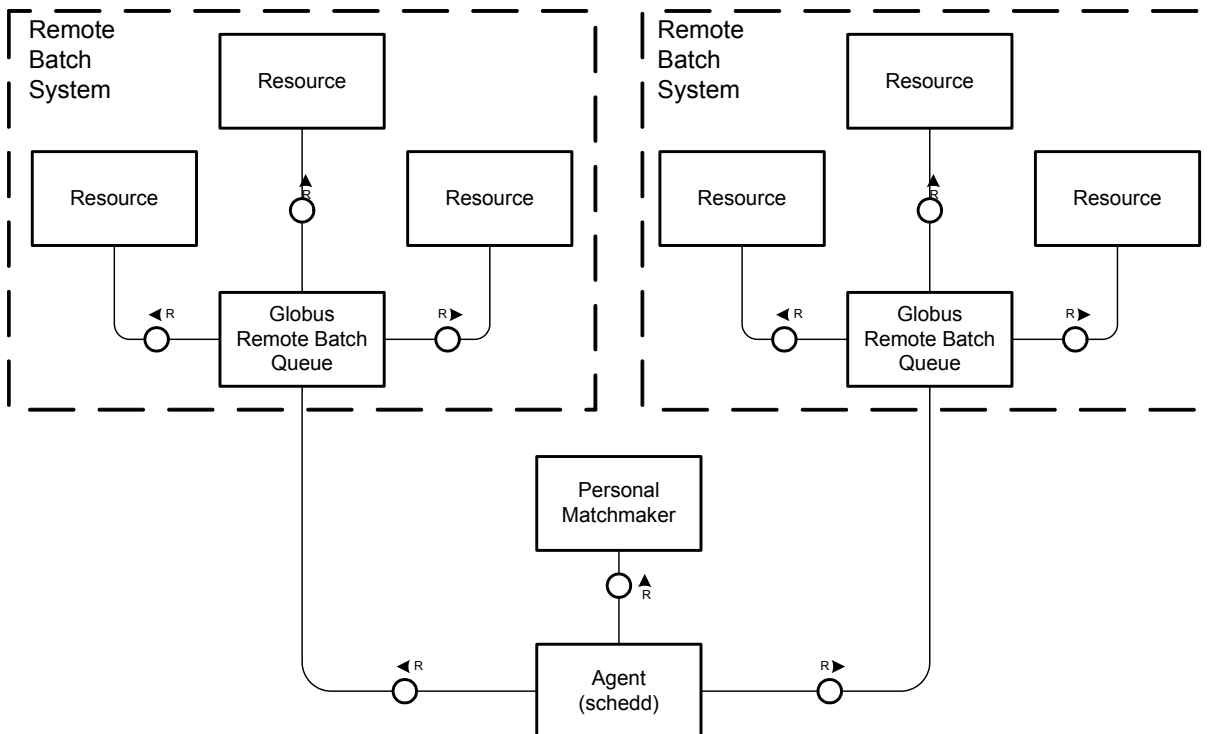 Remote
Batch
System
Resource
R
Resource
Resource
R
R
Globus
Remote Batch
Queue
Remote
Batch
System
Resource
R
Resource
Resource
R
R
Globus
Remote Batch
Queue
Personal
Matchmaker
R
R
R
Agent
(schedd)